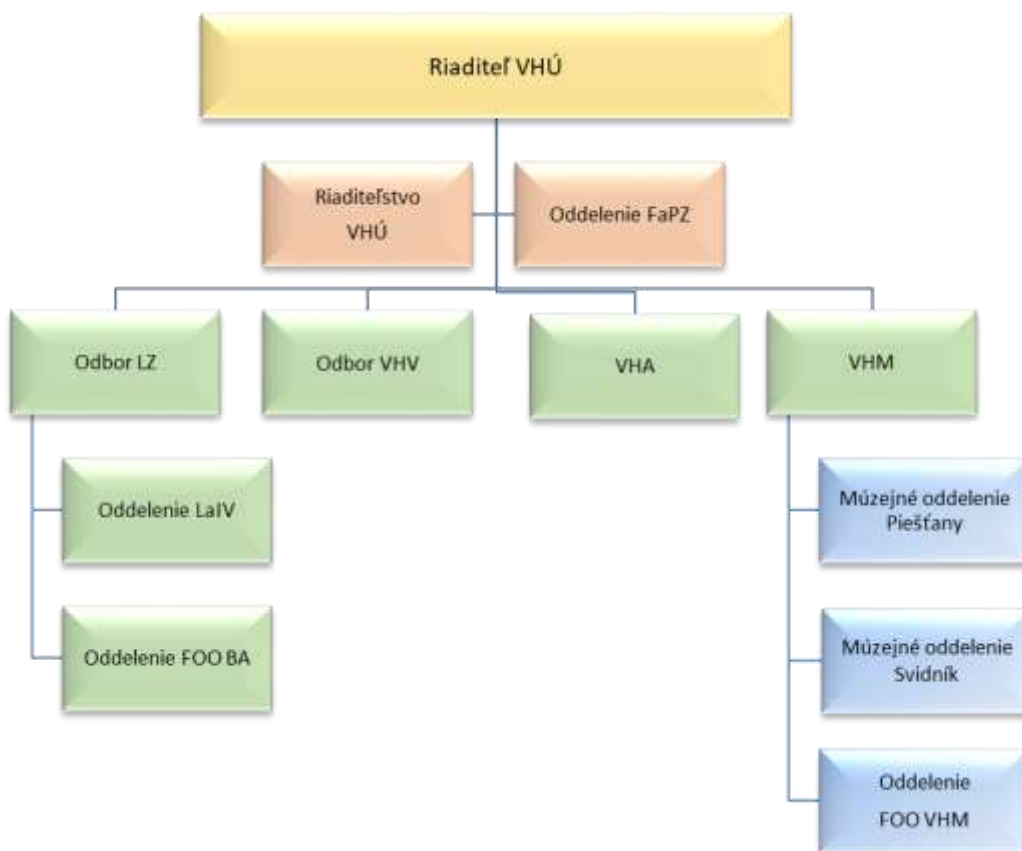 Riaditeľ VHÚ
Riaditeľstvo
VHÚ
Oddelenie FaPZ
Odbor LZ
Odbor VHV
VHA
VHM
Oddelenie LaIV
Múzejné oddelenie
Piešťany
Oddelenie FOO BA
Múzejné oddelenie
Svidník
Oddelenie
FOO VHM